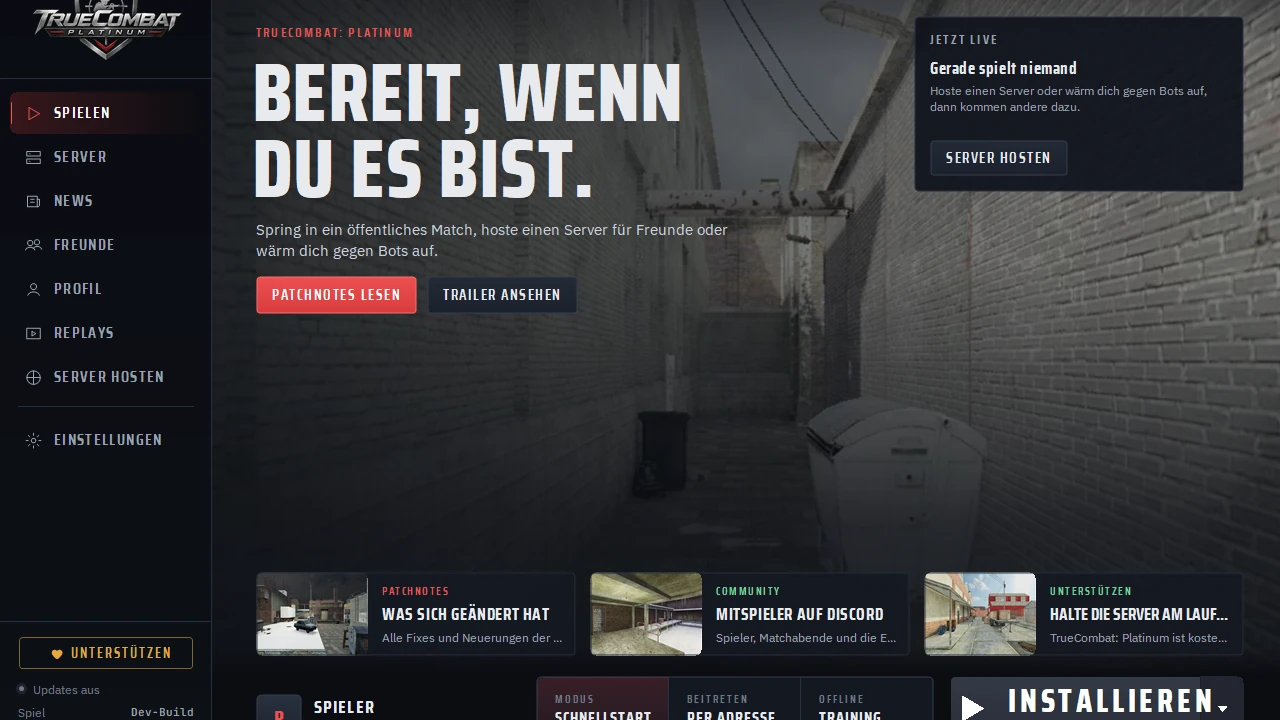 TRUECOMBAT
PLATINUM
SPIELEN
SERVER
NEWS
FREUNDE
PROFIL
REPLAYS
SERVER HOSTEN
EINSTELLUNGEN
UNTERSTÜTZEN
Updates aus
Spiel Dev-Build
TRUECOMBAT: PLATINUM
BEREIT, WENN
DU ES BIST.
Spring in ein öffentliches Match, hoste einen Server für Freunde oder
wärm dich gegen Bots auf.
PATCHNOTES LESEN
TRAILER ANSEHEN
JETZT LIVE
Gerade spielt niemand
Hoste einen Server oder wärm dich gegen Bots auf,
dann kommen andere dazu.
SERVER HOSTEN
PATCHNOTES
WAS SICH GEÄNDERT HAT
Alle Fixes und Neuerungen der ...
COMMUNITY
MITSPIELER AUF DISCORD
Spieler, Matchabende und die E...
UNTERSTÜTZEN
HALTE DIE SERVER AM LAUF...
TrueCombat: Platinum ist koste...
SPIELER
MODUS
SCHNELLSTART
BEITRETEN
PER ADRESSE
OFFLINE
TRAINING
INSTALLIEREN